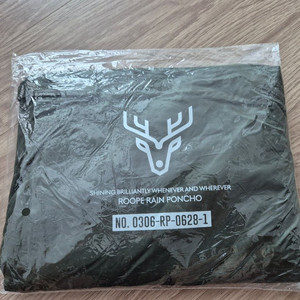 SHINING BRILLIANTLY WHENEVER AND WHEREVER
ROOPE RAIN PONCHO
NO. 0306-RP-0628-1